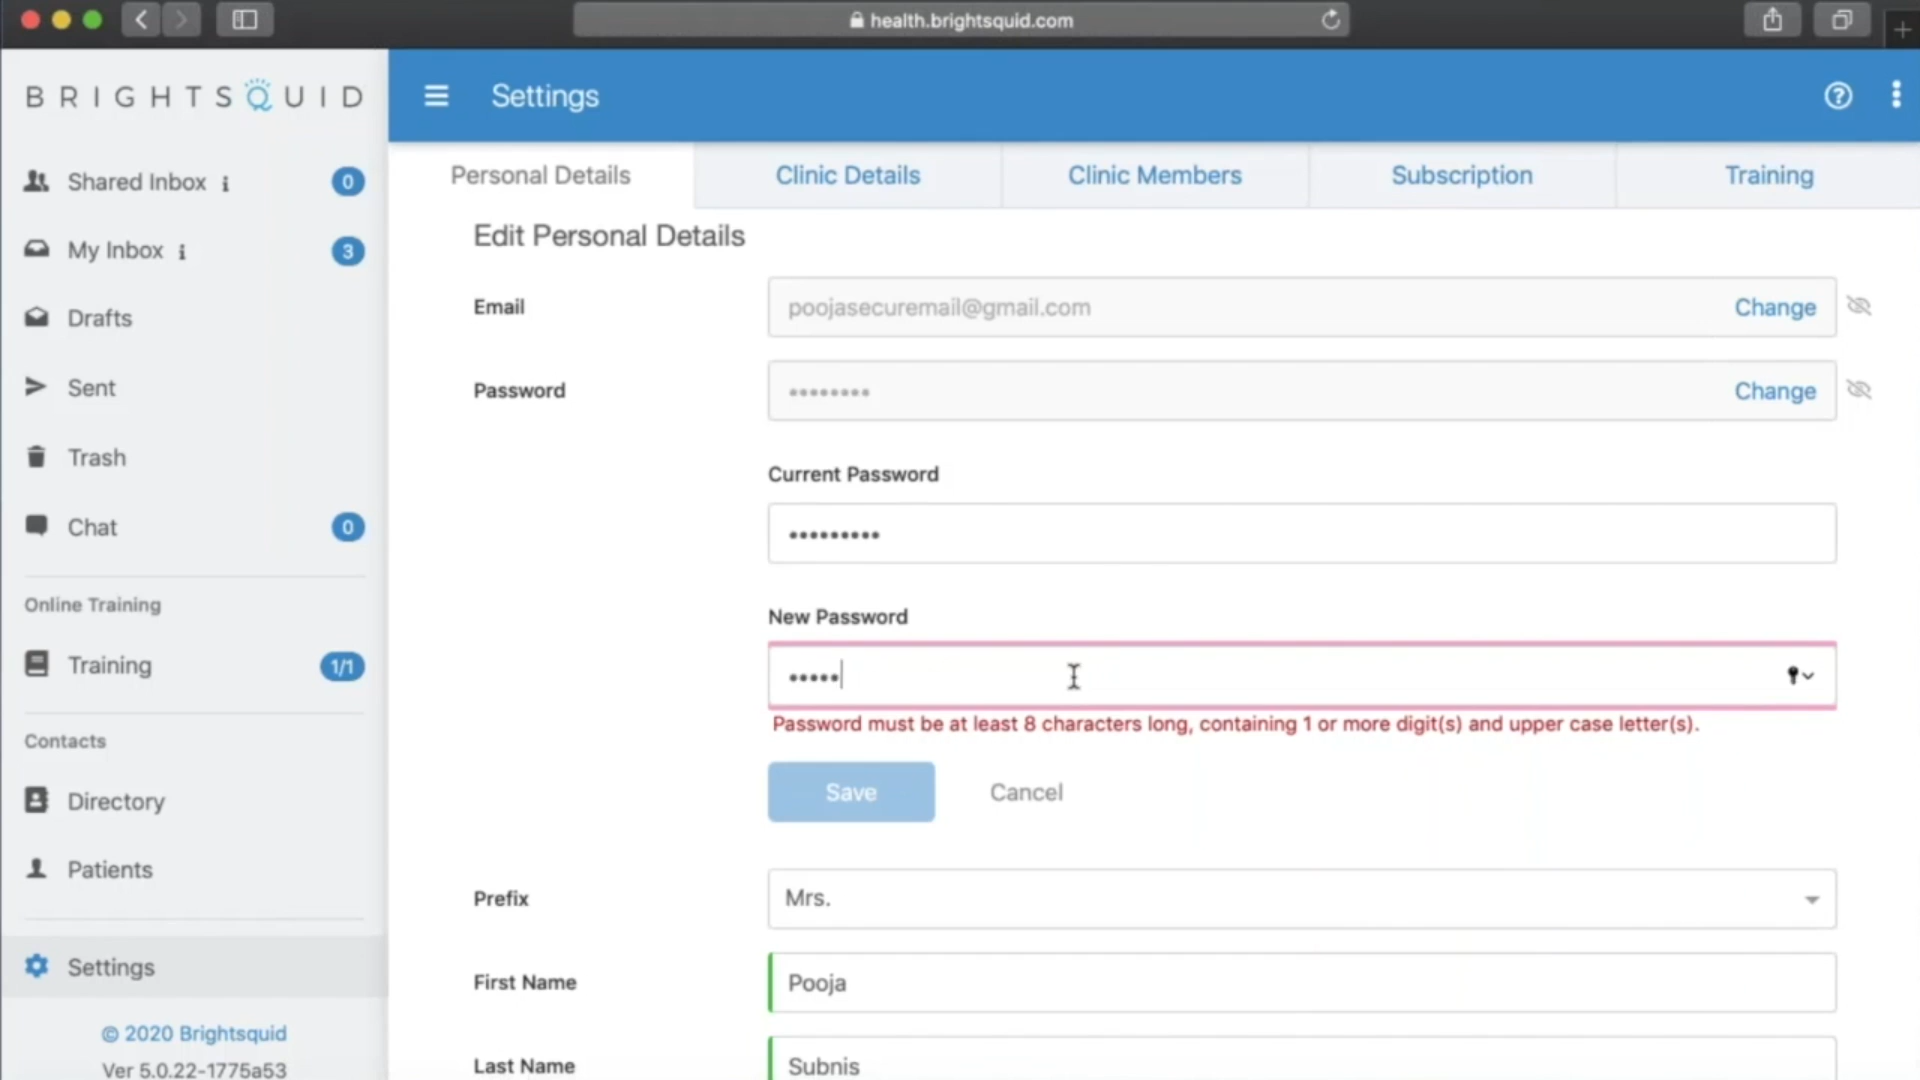 health.brightsquid.com
BRIGHTSQUID
Settings
Shared Inbox i 0
My Inbox i 3
Drafts
Sent
Trash
Chat 0
Online Training
Training 1/1
Contacts
Directory
Patients
Settings
© 2020 Brightsquid
Ver 5.0.22-1775a53
Personal Details
Clinic Details
Clinic Members
Subscription
Training
Edit Personal Details
Email
poojasecuremail@gmail.com
Change
Password
••••••••
Change
Current Password
•••••••••
New Password
•••••
Password must be at least 8 characters long, containing 1 or more digit(s) and upper case letter(s).
Save
Cancel
Prefix
Mrs.
First Name
Pooja
Last Name
Subnis